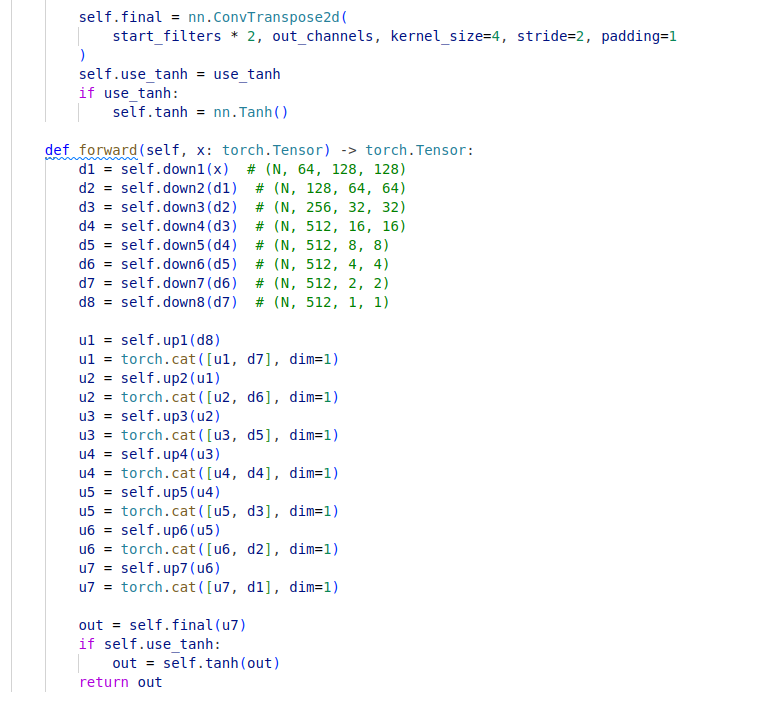 self.final = nn.ConvTranspose2d(
start_filters * 2, out_channels, kernel_size=4, stride=2, padding=1
)
self.use_tanh = use_tanh
if use_tanh:
self.tanh = nn.Tanh()
def forward(self, x: torch.Tensor) -> torch.Tensor:
d1 = self.down1(x)  # (N, 64, 128, 128)
d2 = self.down2(d1)  # (N, 128, 64, 64)
d3 = self.down3(d2)  # (N, 256, 32, 32)
d4 = self.down4(d3)  # (N, 512, 16, 16)
d5 = self.down5(d4)  # (N, 512, 8, 8)
d6 = self.down6(d5)  # (N, 512, 4, 4)
d7 = self.down7(d6)  # (N, 512, 2, 2)
d8 = self.down8(d7)  # (N, 512, 1, 1)
u1 = self.up1(d8)
u1 = torch.cat([u1, d7], dim=1)
u2 = self.up2(u1)
u2 = torch.cat([u2, d6], dim=1)
u3 = self.up3(u2)
u3 = torch.cat([u3, d5], dim=1)
u4 = self.up4(u3)
u4 = torch.cat([u4, d4], dim=1)
u5 = self.up5(u4)
u5 = torch.cat([u5, d3], dim=1)
u6 = self.up6(u5)
u6 = torch.cat([u6, d2], dim=1)
u7 = self.up7(u6)
u7 = torch.cat([u7, d1], dim=1)
out = self.final(u7)
if self.use_tanh:
out = self.tanh(out)
return out